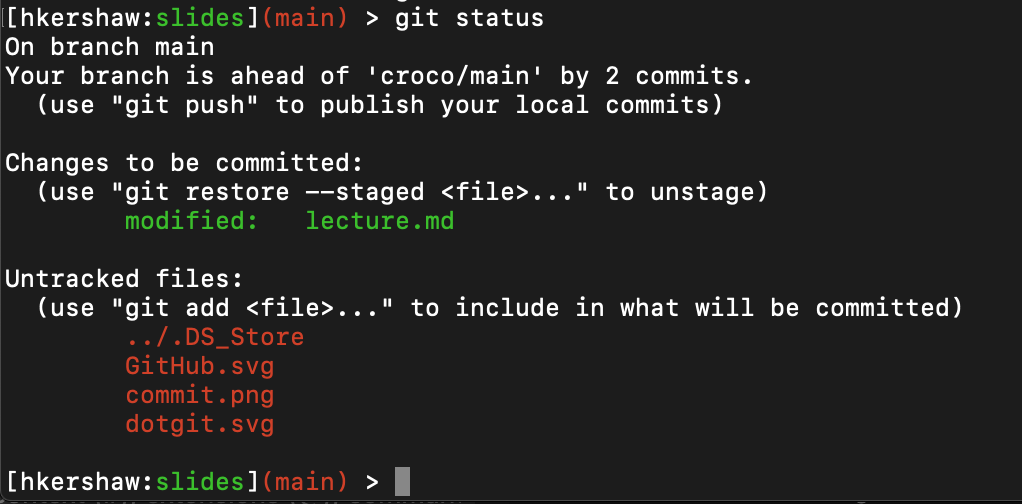 [hkershaw:slides](main) > git status
On branch main
Your branch is ahead of 'croco/main' by 2 commits.
  (use "git push" to publish your local commits)

Changes to be committed:
  (use "git restore --staged <file>..." to unstage)
        modified:   lecture.md

Untracked files:
  (use "git add <file>..." to include in what will be committed)
        ../.DS_Store
        GitHub.svg
        commit.png
        dotgit.svg

[hkershaw:slides](main) >